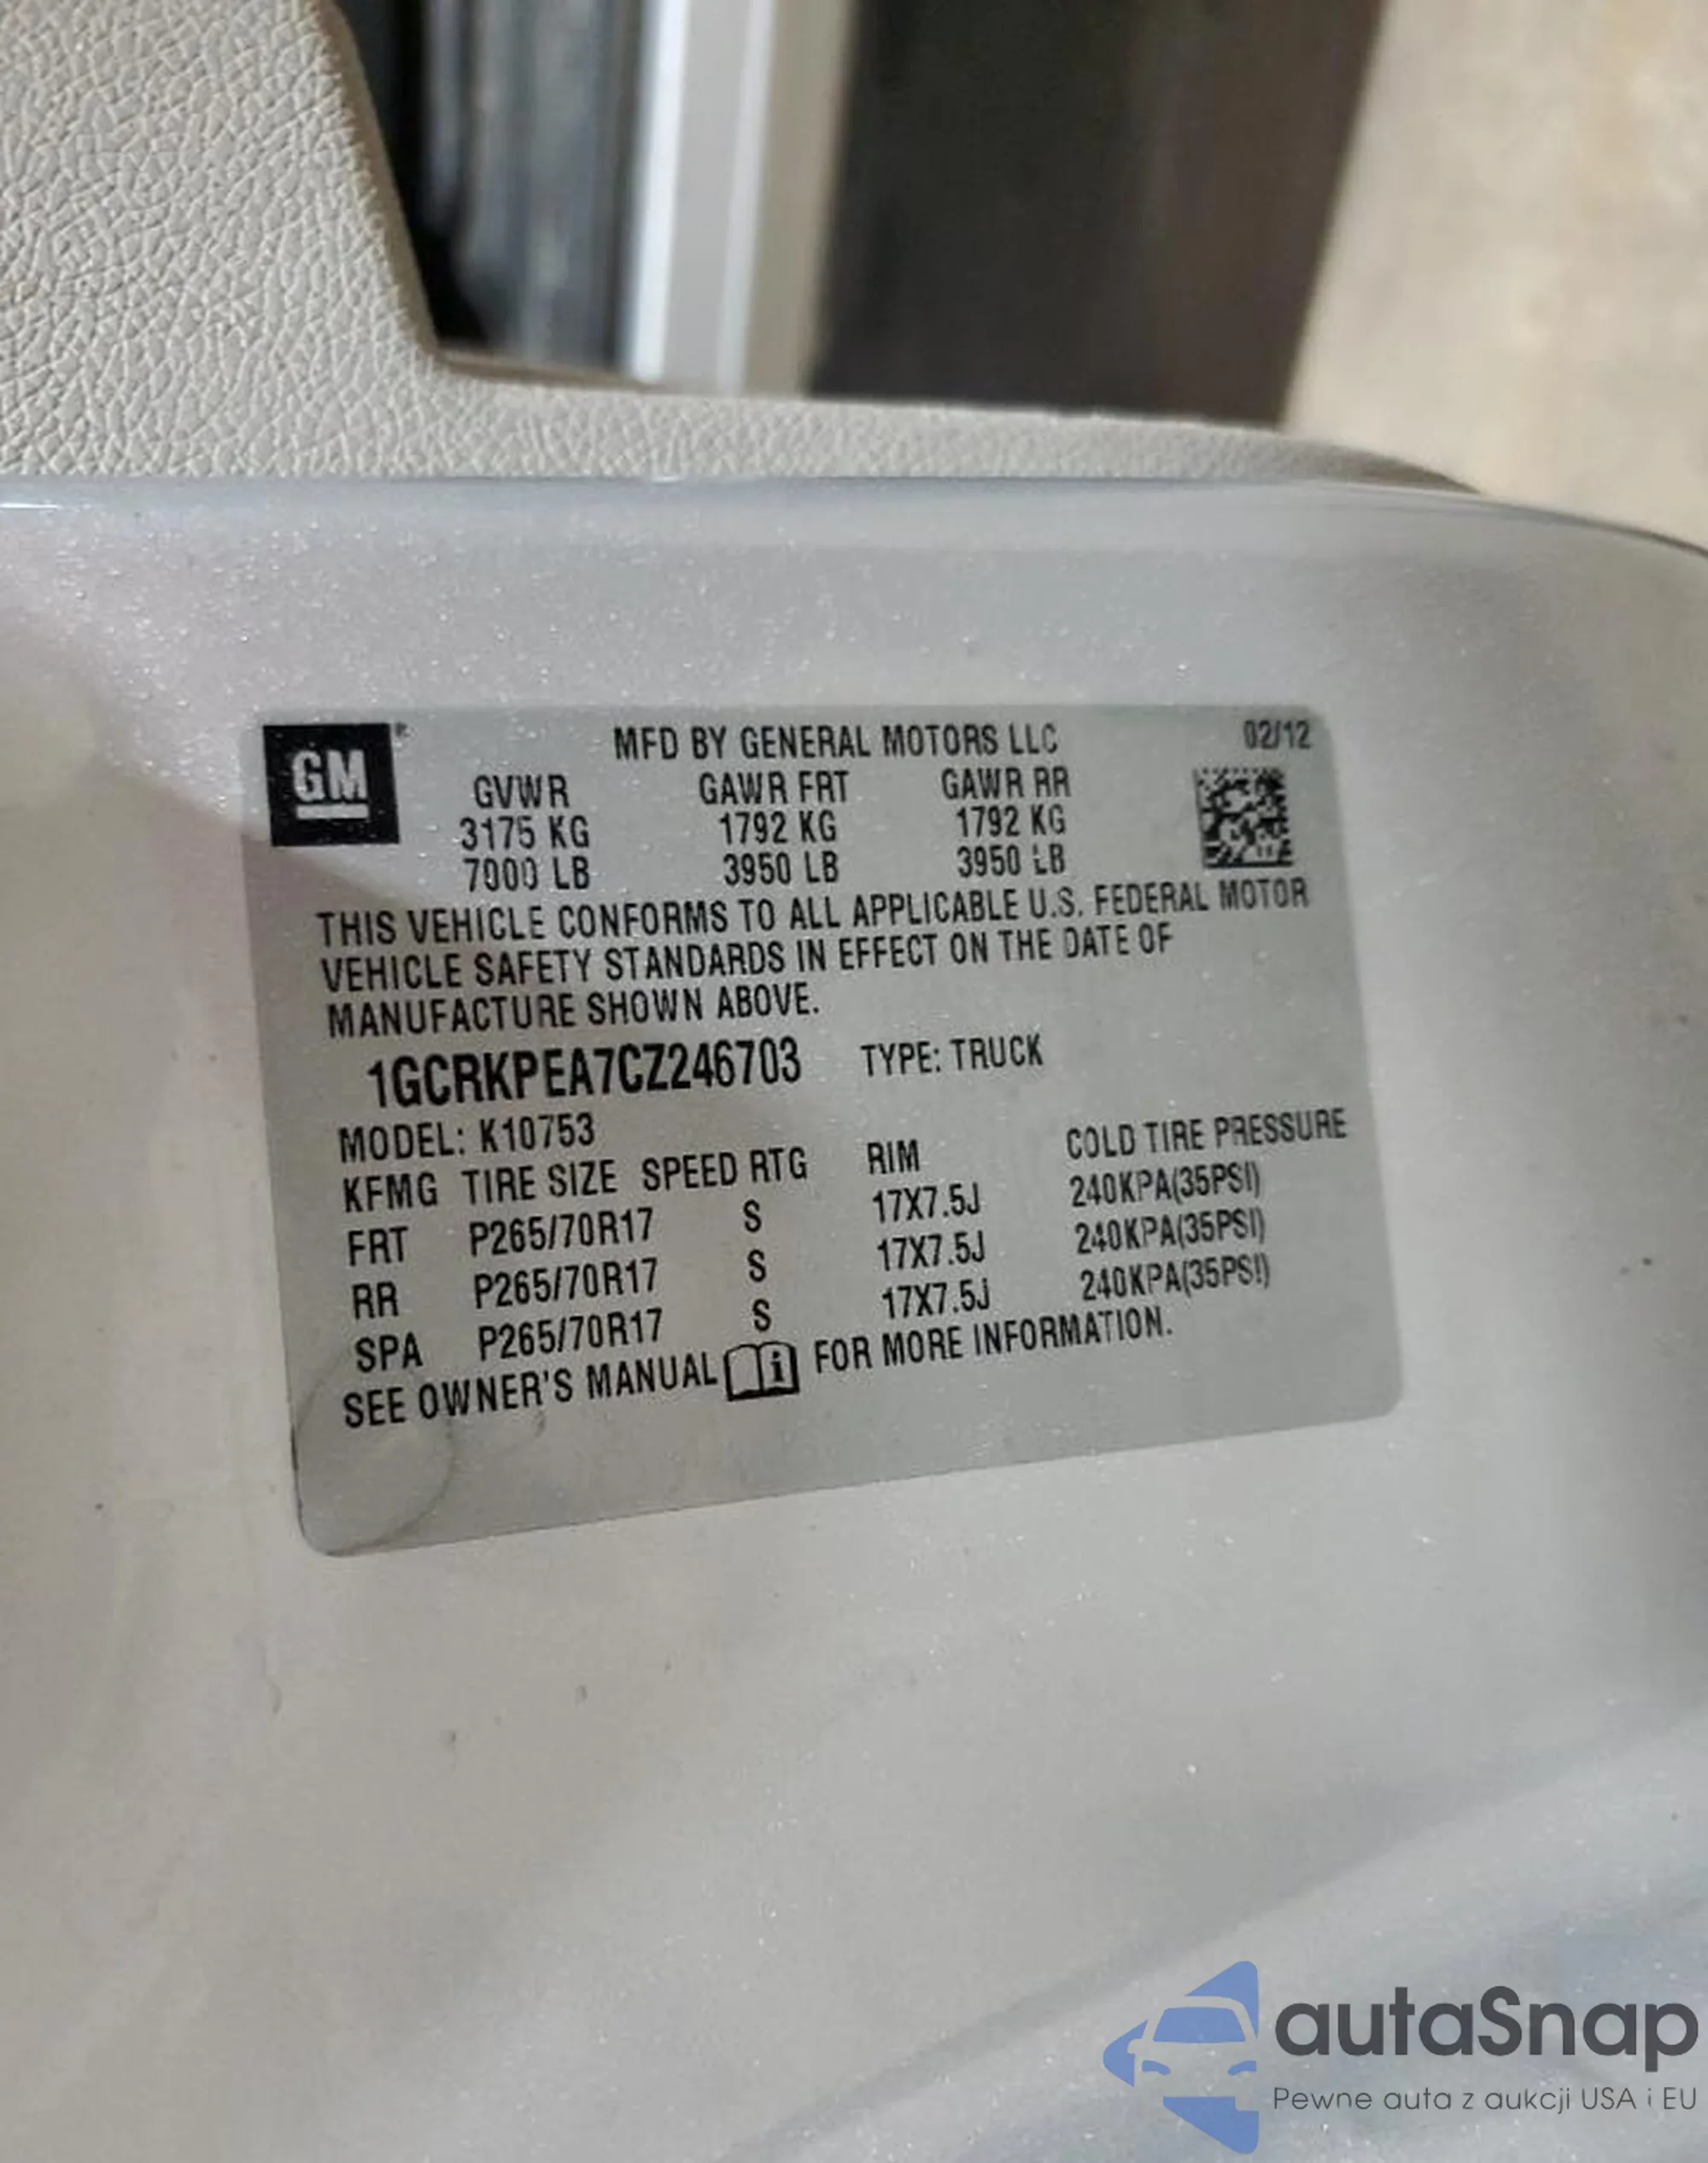 GM® MFD BY GENERAL MOTORS LLC 02/12
GVWR GAWR FRT GAWR RR
3175 KG 1792 KG 1792 KG
7000 LB 3950 LB 3950 LB
THIS VEHICLE CONFORMS TO ALL APPLICABLE U.S. FEDERAL MOTOR
VEHICLE SAFETY STANDARDS IN EFFECT ON THE DATE OF
MANUFACTURE SHOWN ABOVE.
1GCRKPEA7CZ246703 TYPE: TRUCK
MODEL: K10753
KFMG TIRE SIZE SPEED RTG RIM COLD TIRE PRESSURE
FRT P265/70R17 S 17X7.5J 240KPA(35PSI)
RR P265/70R17 S 17X7.5J 240KPA(35PSI)
SPA P265/70R17 S 17X7.5J 240KPA(35PSI)
SEE OWNER'S MANUAL i FOR MORE INFORMATION.
autaSnap
Pewne auta z aukcji USA i EU